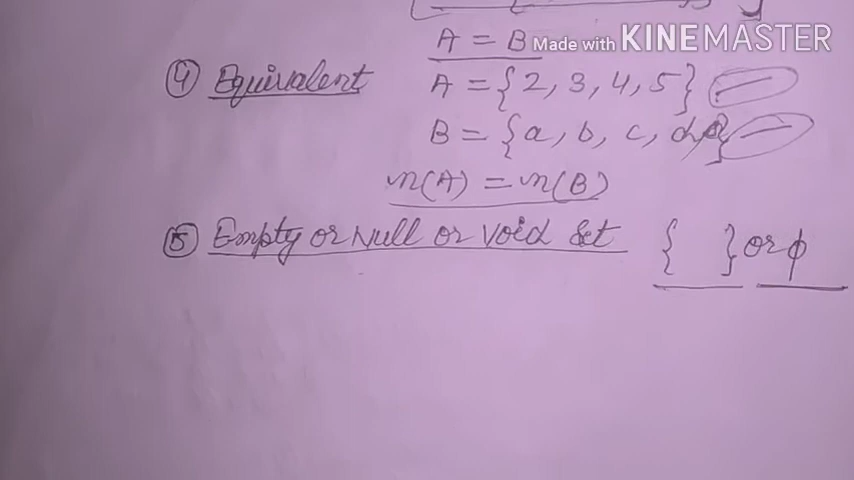 A = B
Made with KINEMASTER
④ Equivalent A = {2, 3, 4, 5}
B = {a, b, c, d}
n(A) = n(B)
⑤ Empty or Null or Void Set { } or ϕ